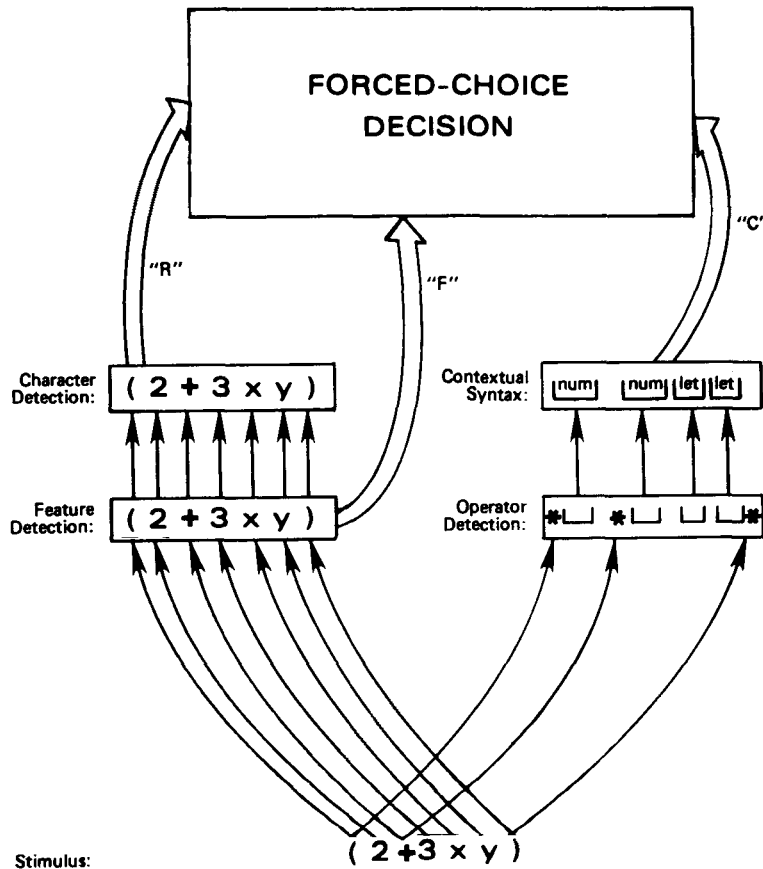 FORCED-CHOICE
DECISION
"R"
"F"
"C"
Character
Detection:
( 2 + 3 x y )
Contextual
Syntax:
num num let let
Feature
Detection:
( 2 + 3 x y )
Operator
Detection:
* * *
Stimulus:
( 2 +3 x y )